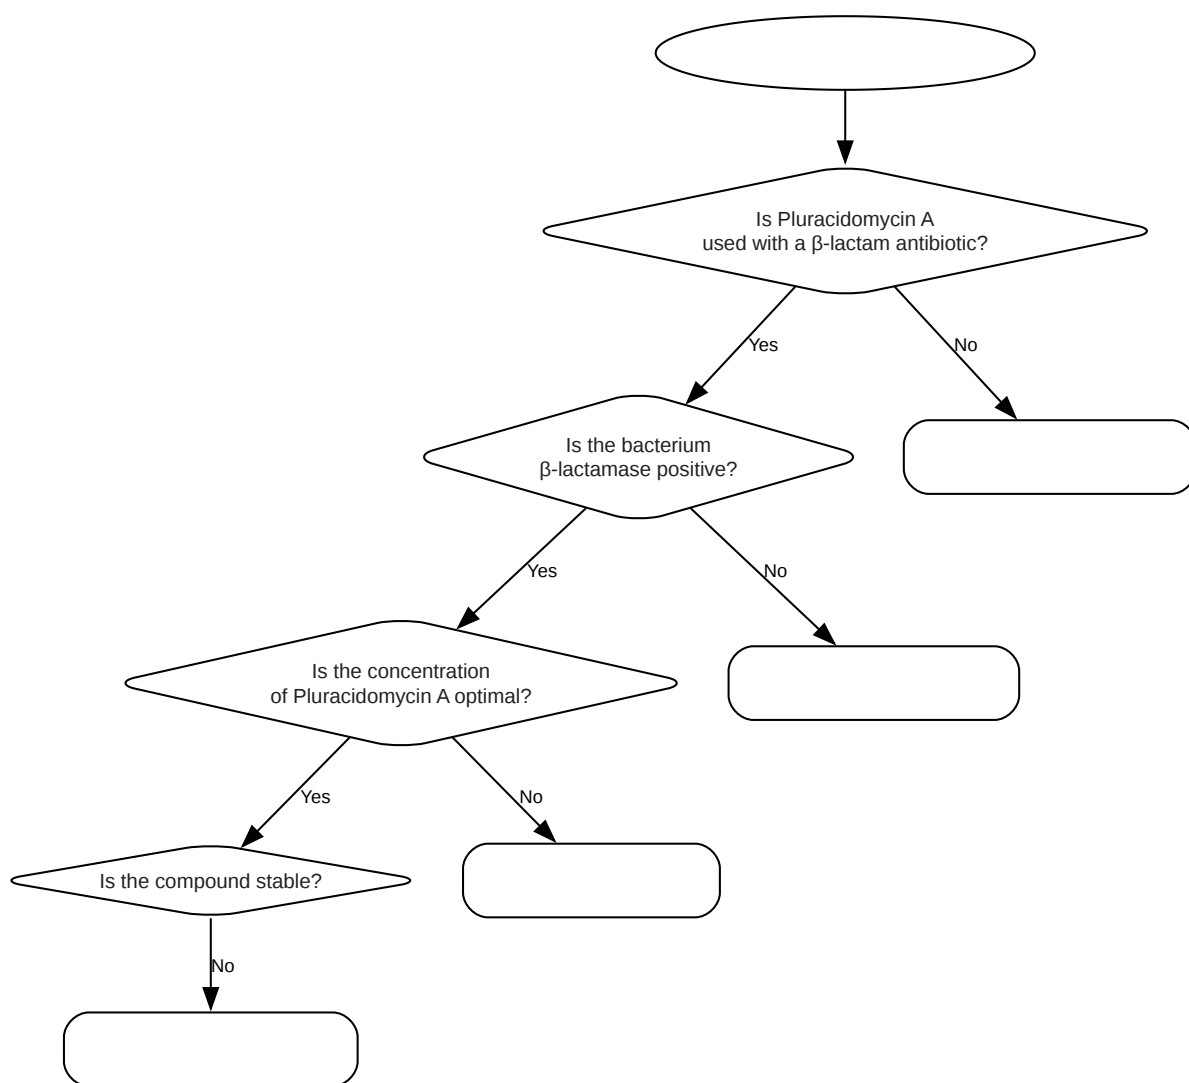 Is Pluracidomycin A
used with a β-lactam antibiotic?
Yes
No
Is the bacterium
β-lactamase positive?
Yes
No
Is the concentration
of Pluracidomycin A optimal?
Yes
No
Is the compound stable?
No